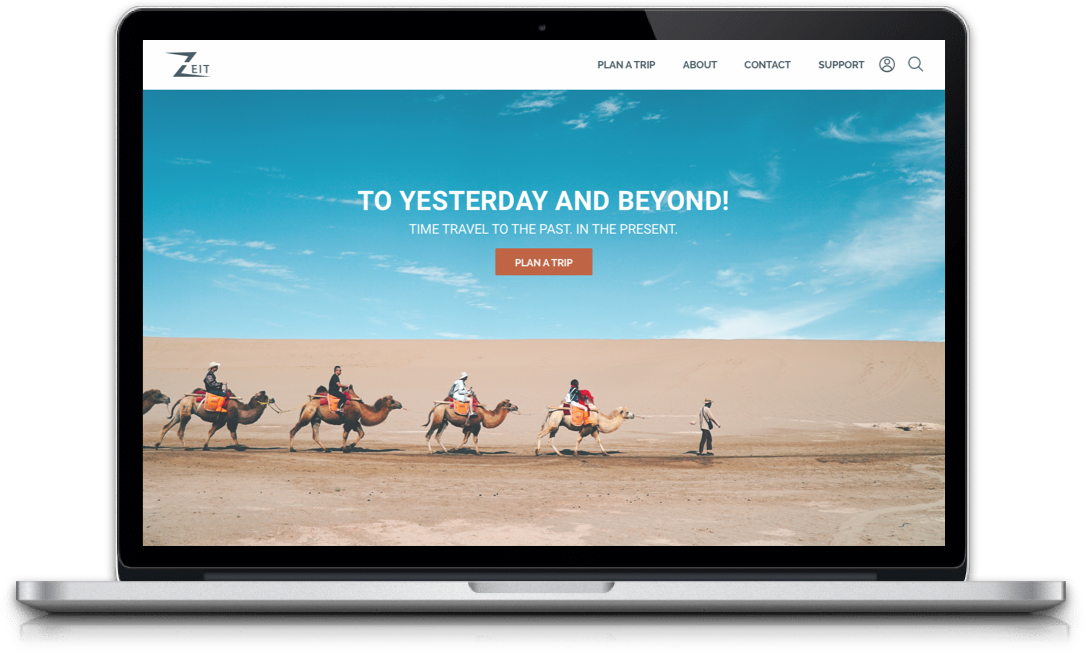 ZEIT
PLAN A TRIP ABOUT CONTACT SUPPORT
TO YESTERDAY AND BEYOND!
TIME TRAVEL TO THE PAST. IN THE PRESENT.
PLAN A TRIP